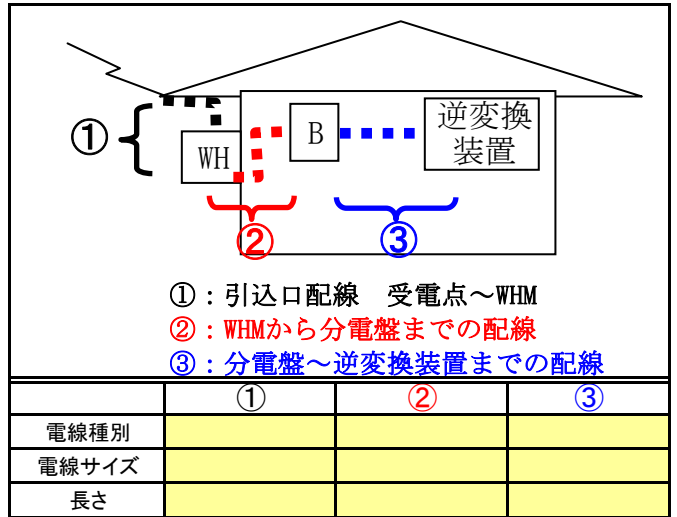 ①
WH
B
逆変換
装置
②
③
①：引込口配線　受電点～WHM
②：WHMから分電盤までの配線
③：分電盤～逆変換装置までの配線
① ② ③
電線種別
電線サイズ
長さ